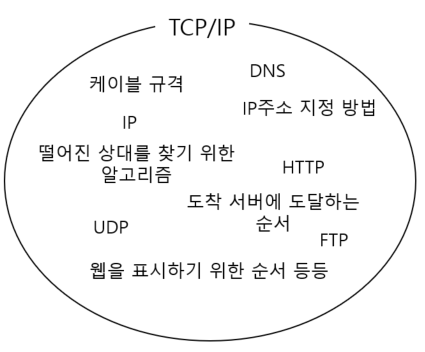 TCP/IP
DNS
케이블 규격
IP주소 지정 방법
IP
떨어진 상대를 찾기 위한
알고리즘
HTTP
도착 서버에 도달하는
순서
UDP
FTP
웹을 표시하기 위한 순서 등등